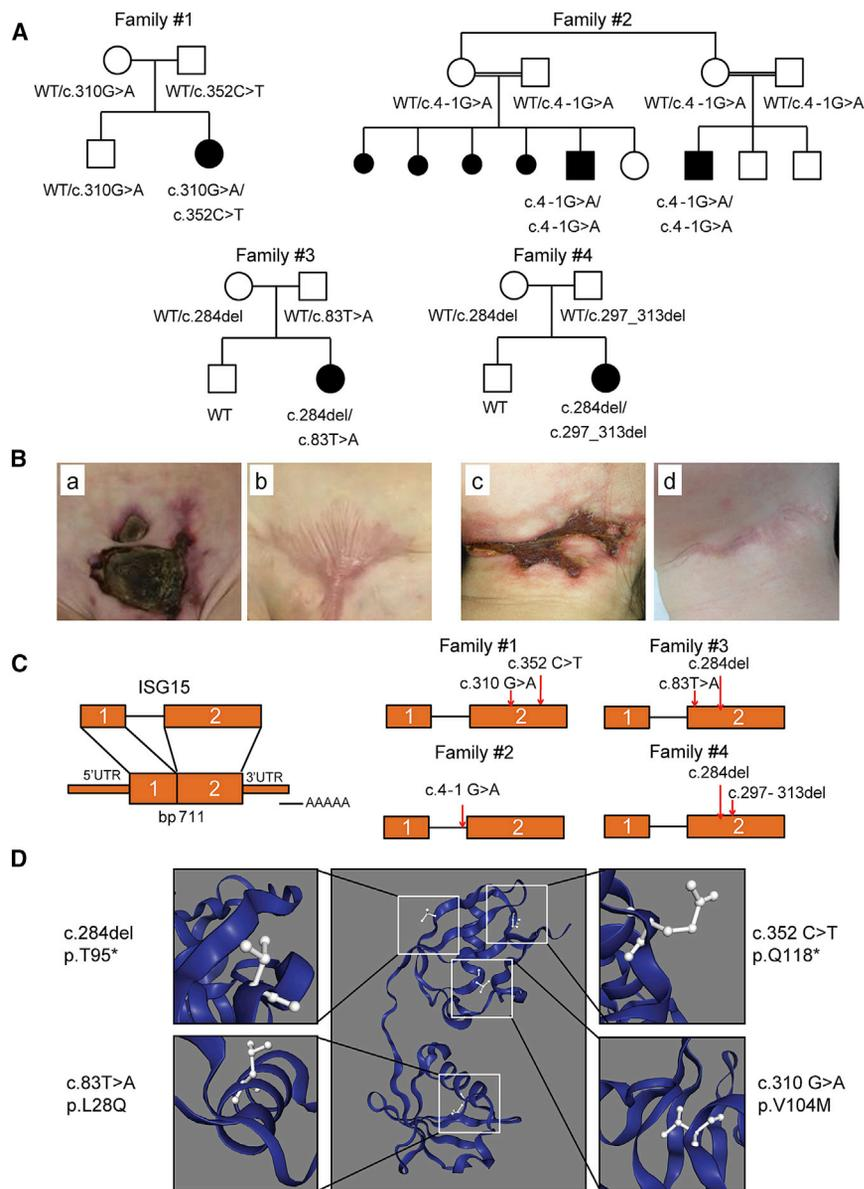 A
Family #1
WT/c.310G>A WT/c.352C>T
WT/c.310G>A c.310G>A/
c.352C>T
Family #2
WT/c.4-1G>A WT/c.4-1G>A WT/c.4-1G>A WT/c.4-1G>A
c.4-1G>A/ c.4-1G>A/
c.4-1G>A c.4-1G>A
Family #3
WT/c.284del WT/c.83T>A
WT c.284del/
c.83T>A
Family #4
WT/c.284del WT/c.297_313del
WT c.284del/
c.297_313del
B
a b c d
C
ISG15
1 2
5'UTR 1 2 3'UTR
AAAAA
bp711
Family #1
c.352 C>T
c.310 G>A
1 2
Family #2
c.4-1 G>A
1 2
Family #3
c.284del
c.83T>A
1 2
Family #4
c.284del
c.297- 313del
1 2
D
c.284del
p.T95*
c.352 C>T
p.Q118*
c.83T>A
p.L28Q
c.310 G>A
p.V104M